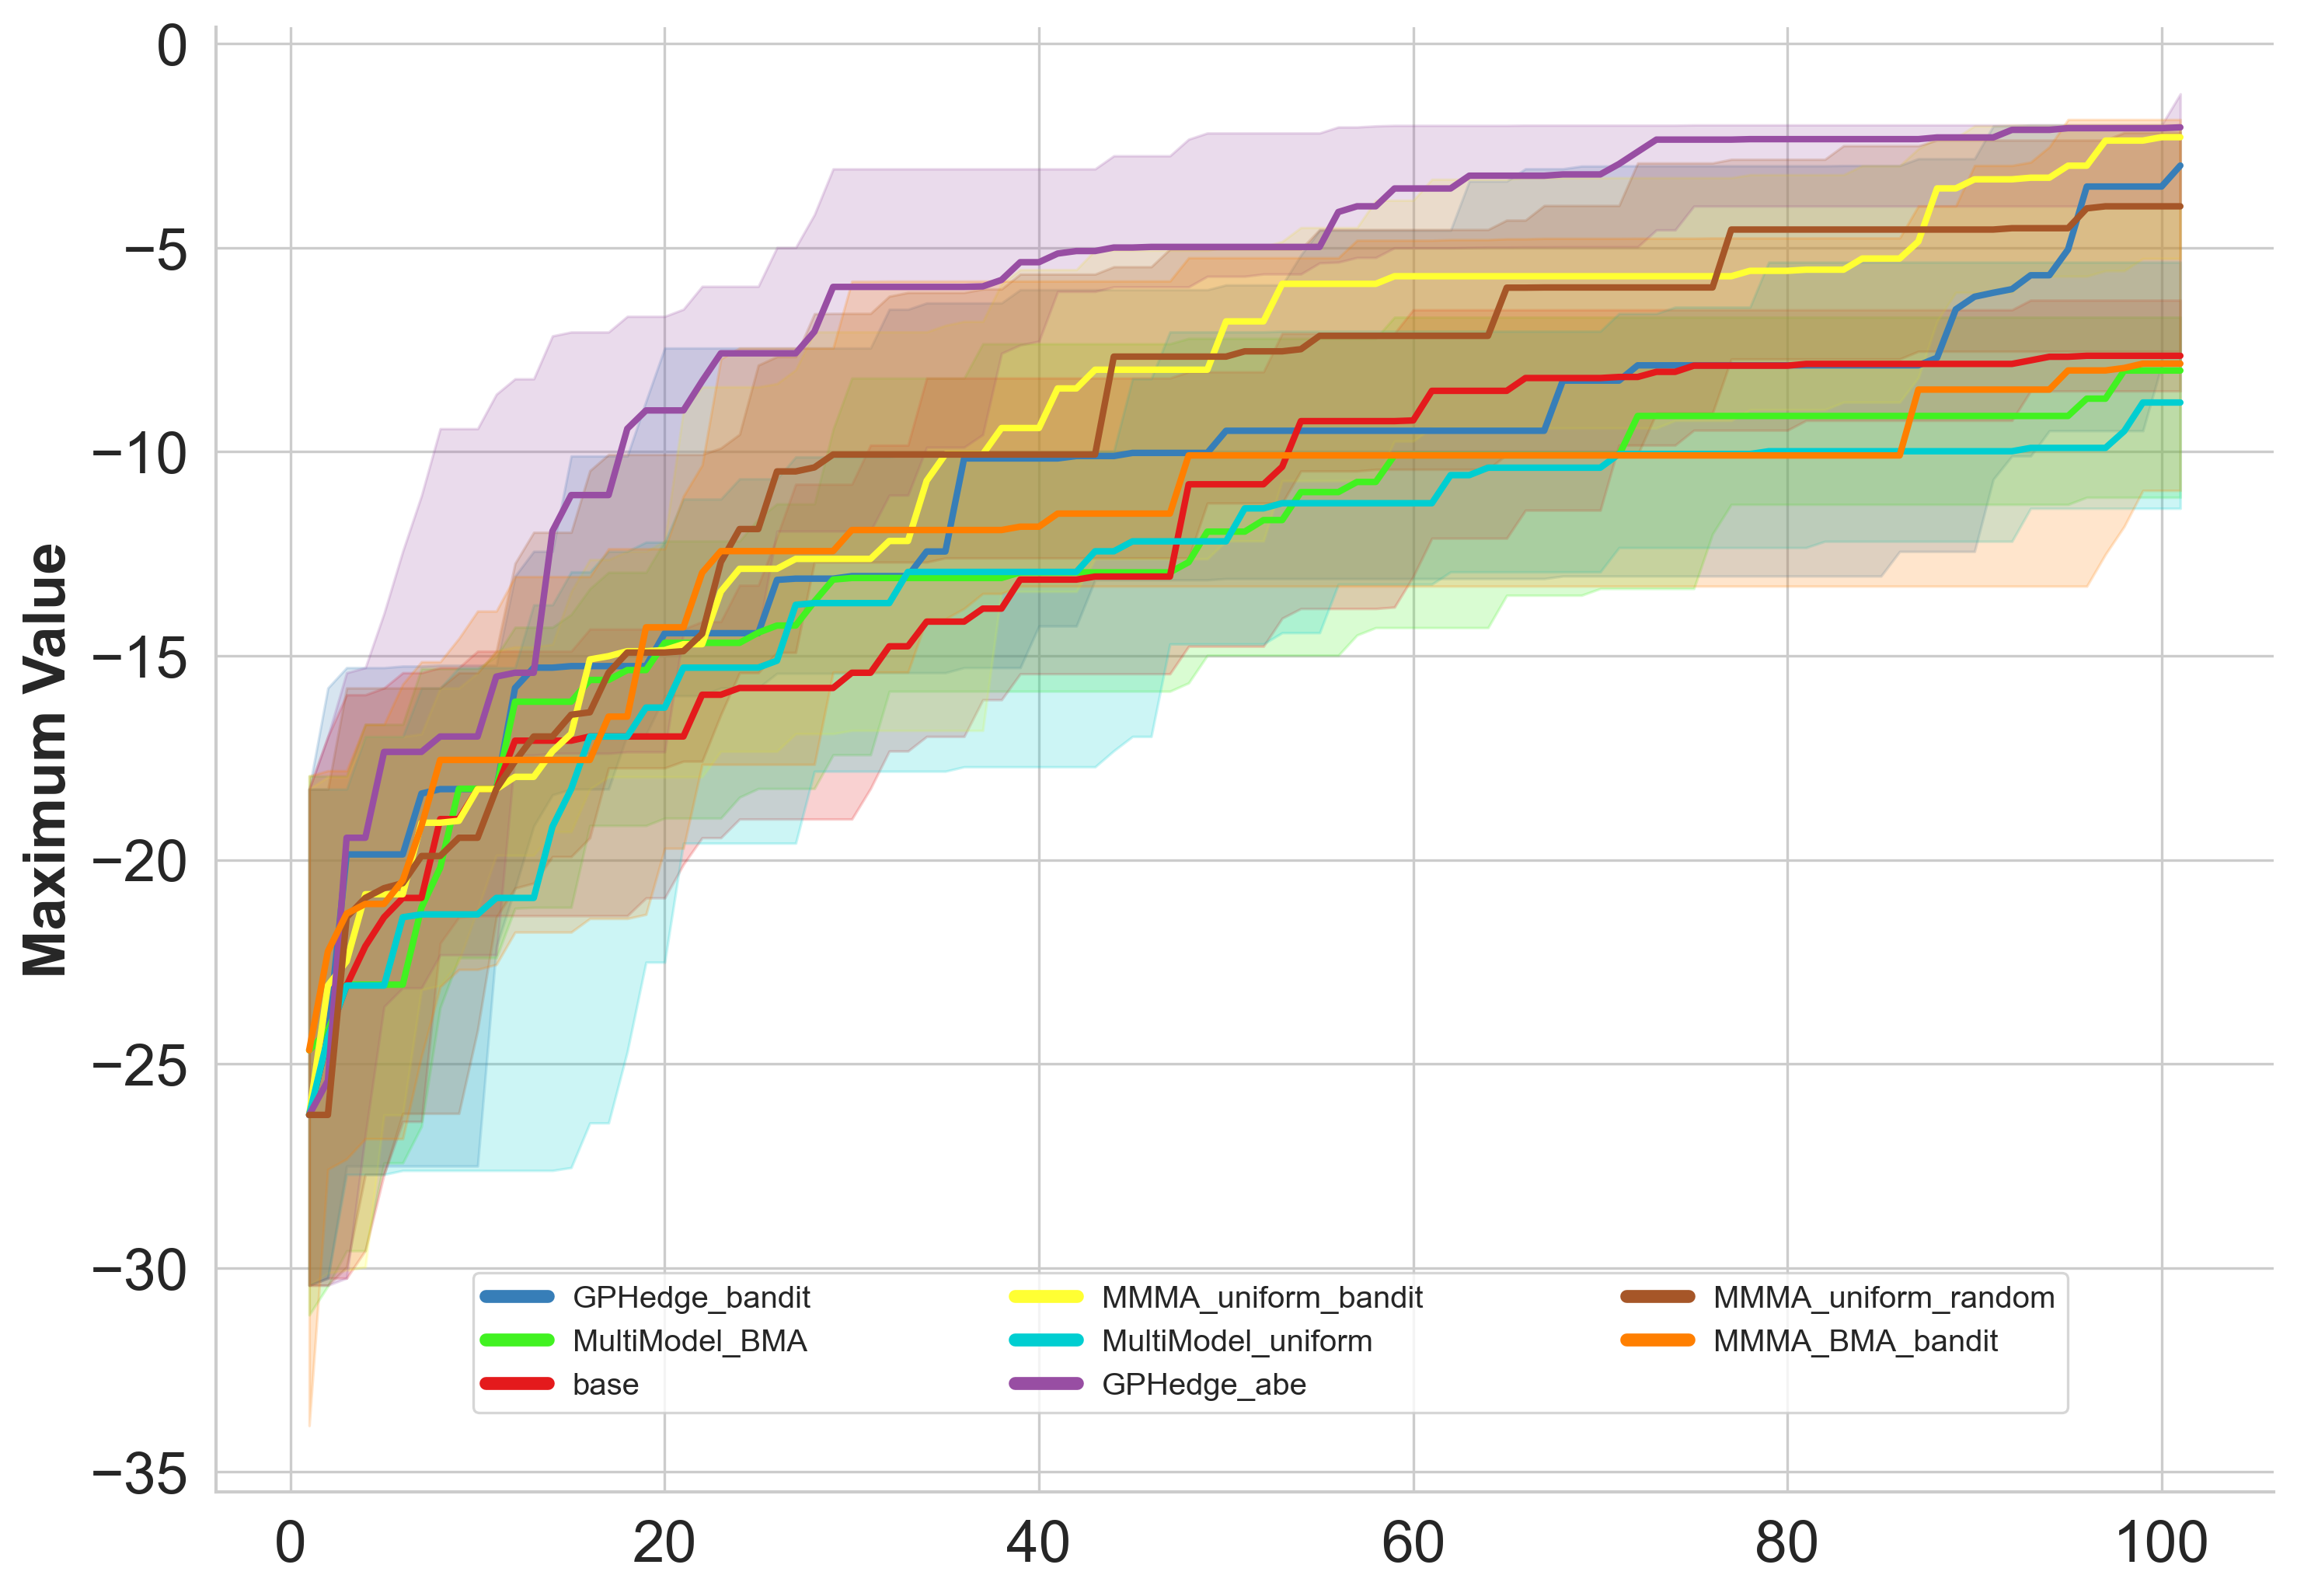 Maximum Value
0
−5
−10
−15
−20
−25
−30
−35
GPHedge_bandit
MultiModel_BMA
base
MMMA_uniform_bandit
MultiModel_uniform
GPHedge_abe
MMMA_uniform_random
MMMA_BMA_bandit
0 20 40 60 80 100